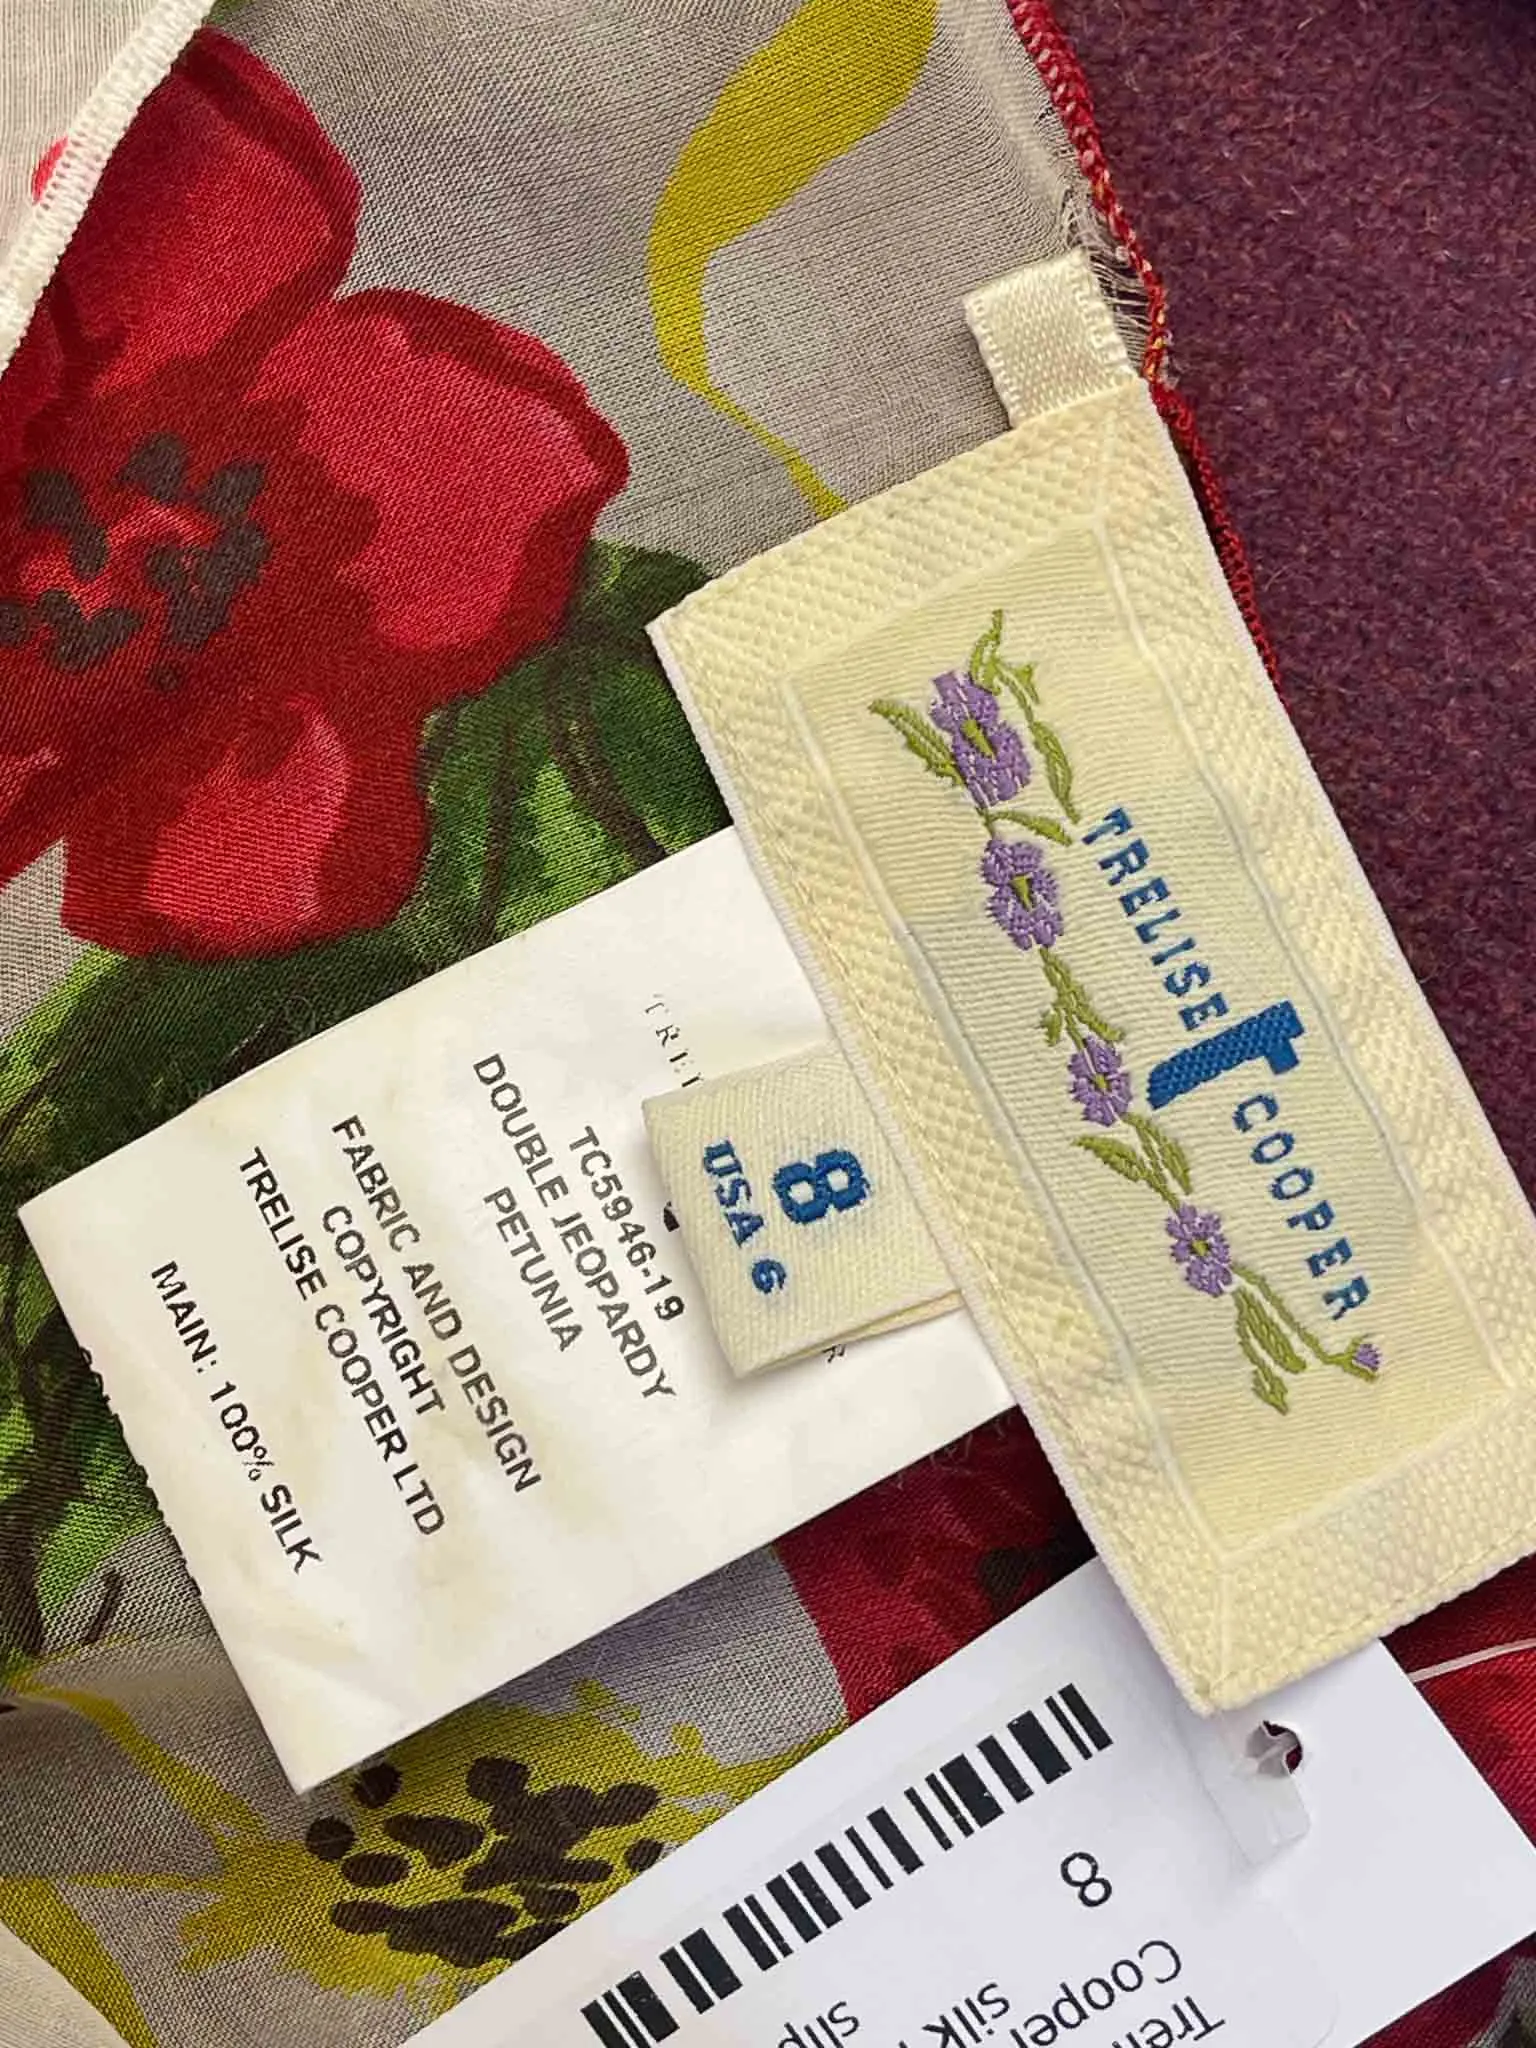 TRELISE
T
COOPER
8
USA 6
TC5946-19
DOUBLE JEOPARDY
PETUNIA
FABRIC AND DESIGN
COPYRIGHT
TRELISE COOPER LTD
MAIN: 100% SILK
8
Cooper
silk